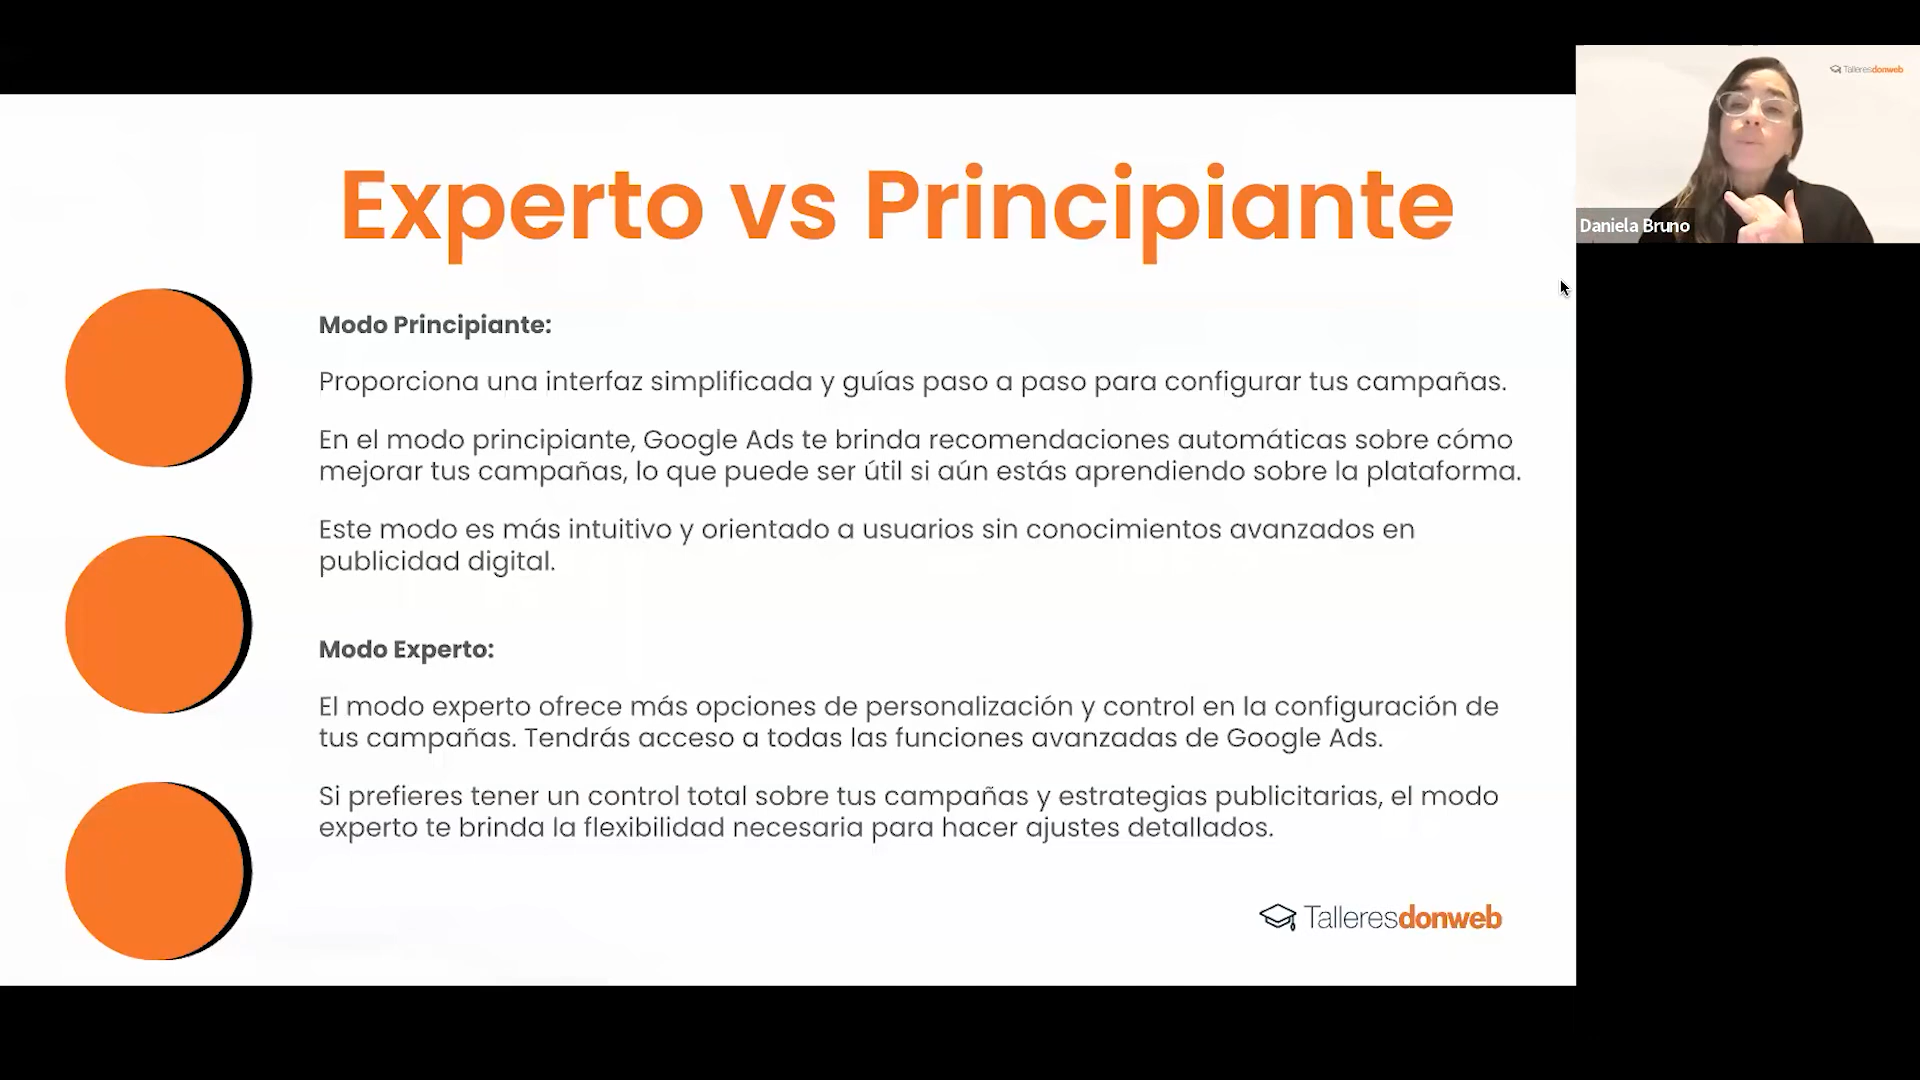 Experto vs Principiante
Modo Principiante:
Proporciona una interfaz simplificada y guías paso a paso para configurar tus campañas.
En el modo principiante, Google Ads te brinda recomendaciones automáticas sobre cómo
mejorar tus campañas, lo que puede ser útil si aún estás aprendiendo sobre la plataforma.
Este modo es más intuitivo y orientado a usuarios sin conocimientos avanzados en
publicidad digital.
Modo Experto:
El modo experto ofrece más opciones de personalización y control en la configuración de
tus campañas. Tendrás acceso a todas las funciones avanzadas de Google Ads.
Si prefieres tener un control total sobre tus campañas y estrategias publicitarias, el modo
experto te brinda la flexibilidad necesaria para hacer ajustes detallados.
Talleresdonweb
Talleresdonweb
Daniela Bruno